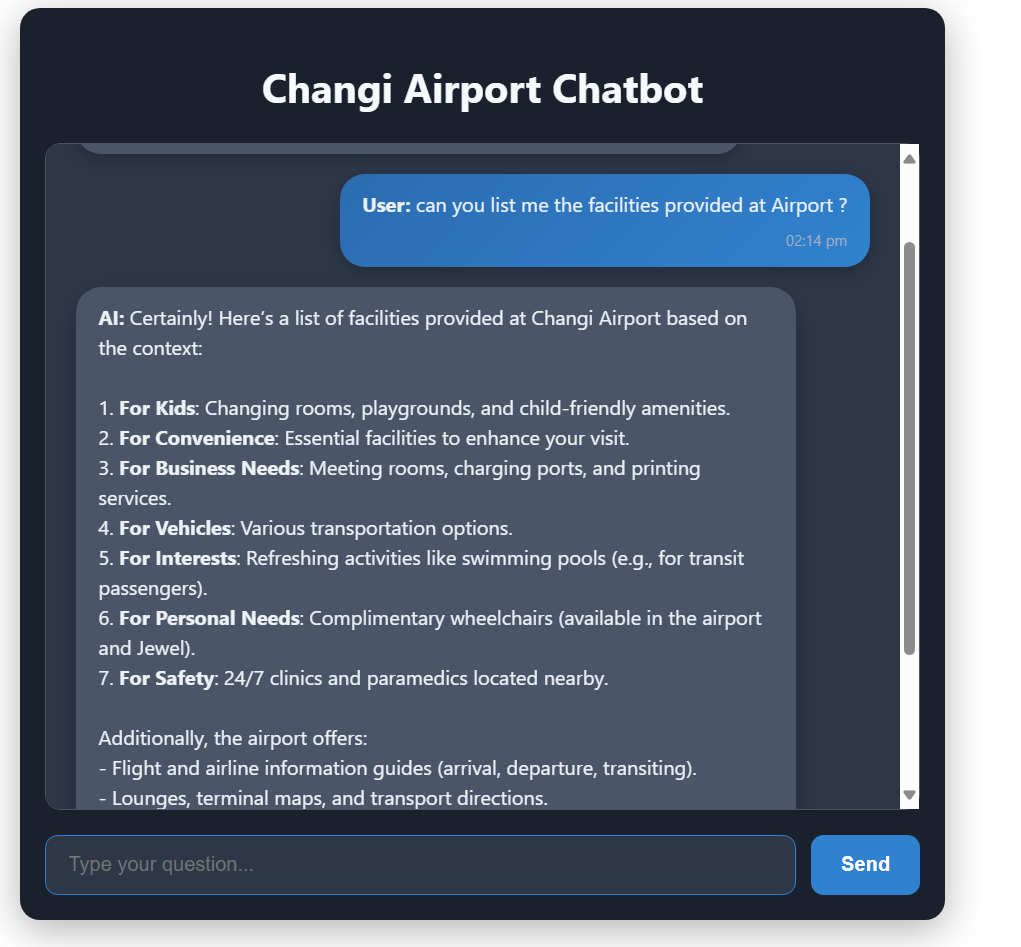 Changi Airport Chatbot
User: can you list me the facilities provided at Airport ?
02:14 pm
AI: Certainly! Here's a list of facilities provided at Changi Airport based on
the context:
1. For Kids: Changing rooms, playgrounds, and child-friendly amenities.
2. For Convenience: Essential facilities to enhance your visit.
3. For Business Needs: Meeting rooms, charging ports, and printing
services.
4. For Vehicles: Various transportation options.
5. For Interests: Refreshing activities like swimming pools (e.g., for transit
passengers).
6. For Personal Needs: Complimentary wheelchairs (available in the airport
and Jewel).
7. For Safety: 24/7 clinics and paramedics located nearby.
Additionally, the airport offers:
- Flight and airline information guides (arrival, departure, transiting).
- Lounges, terminal maps, and transport directions.
Type your question...
Send